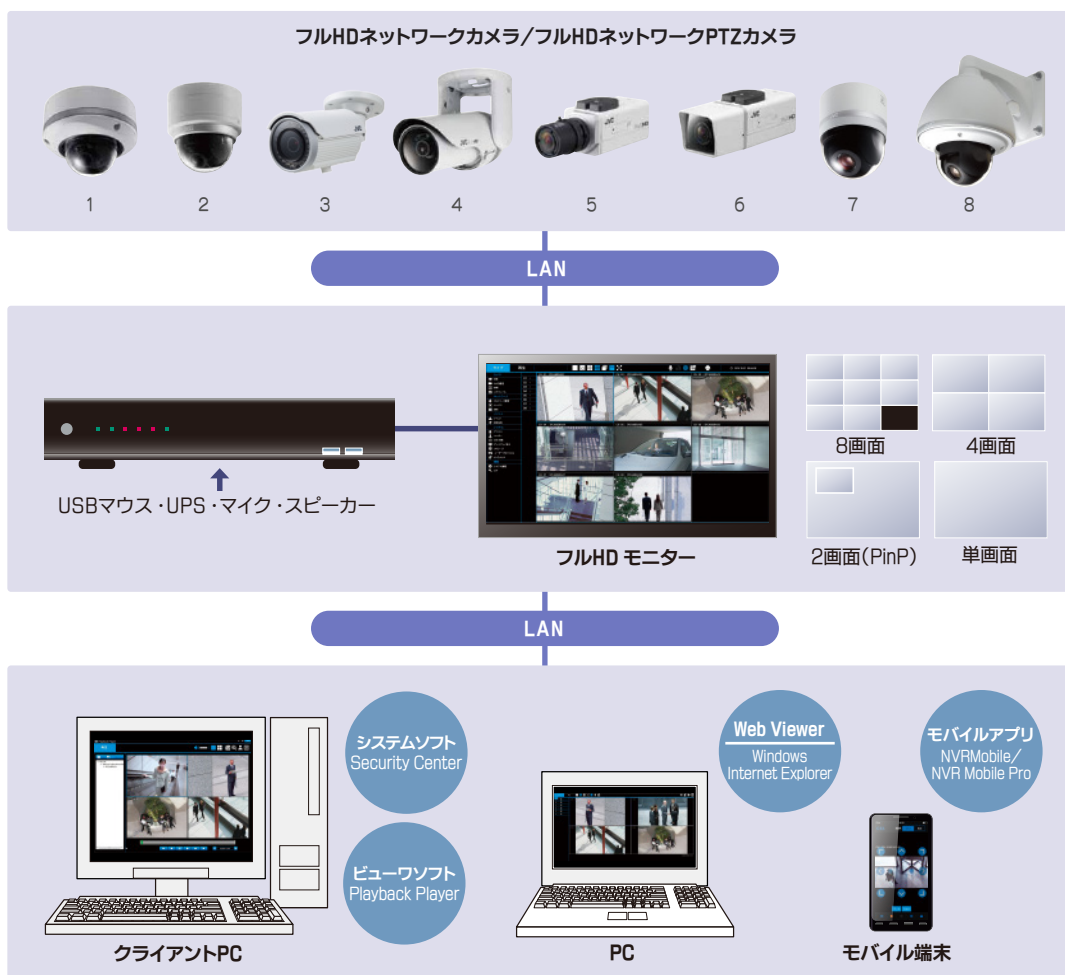 フルHDネットワークカメラ/フルHDネットワークPTZカメラ
JVC
JVC
JVC
JVC
1 2 3 4 5 6 7 8
LAN
8画面 4画面
USBマウス・UPS・マイク・スピーカー
フルHD モニター
2画面(PinP) 単画面
LAN
システムソフト
Security Center
Web Viewer
Windows
Internet Explorer
モバイルアプリ
NVRMobile/
NVR Mobile Pro
ビューワソフト
Playback Player
クライアントPC
PC
モバイル端末